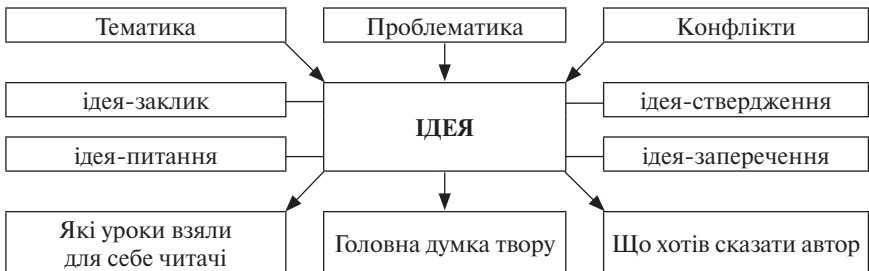 Тематика
Проблематика
Конфлікти
ідея-заклик
ІДЕЯ
ідея-ствердження
ідея-питання
ідея-заперечення
Які уроки взяли
для себе читачі
Головна думка твору
Що хотів сказати автор